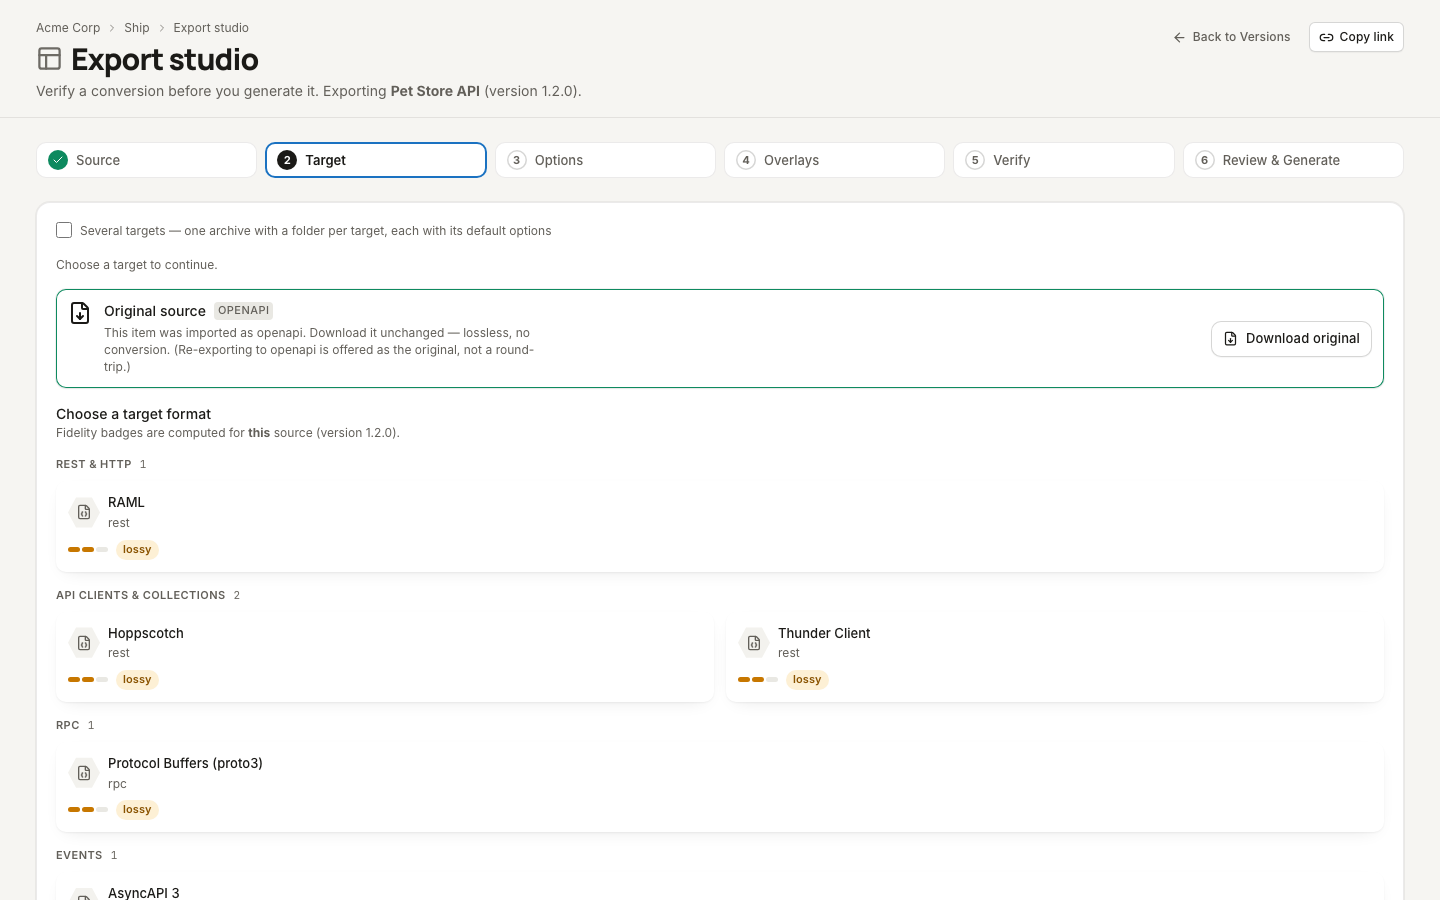 Acme Corp > Ship > Export studio
Back to Versions
Copy link
Export studio
Verify a conversion before you generate it. Exporting Pet Store API (version 1.2.0).
Source
2 Target
3 Options
4 Overlays
5 Verify
6 Review & Generate
Several targets — one archive with a folder per target, each with its default options
Choose a target to continue.
Original source OPENAPI
This item was imported as openapi. Download it unchanged — lossless, no
conversion. (Re-exporting to openapi is offered as the original, not a round-
trip.)
Download original
Choose a target format
Fidelity badges are computed for this source (version 1.2.0).
REST & HTTP 1
RAML
rest
lossy
API CLIENTS & COLLECTIONS 2
Hoppscotch
rest
lossy
Thunder Client
rest
lossy
RPC 1
Protocol Buffers (proto3)
rpc
lossy
EVENTS 1
AsyncAPI 3